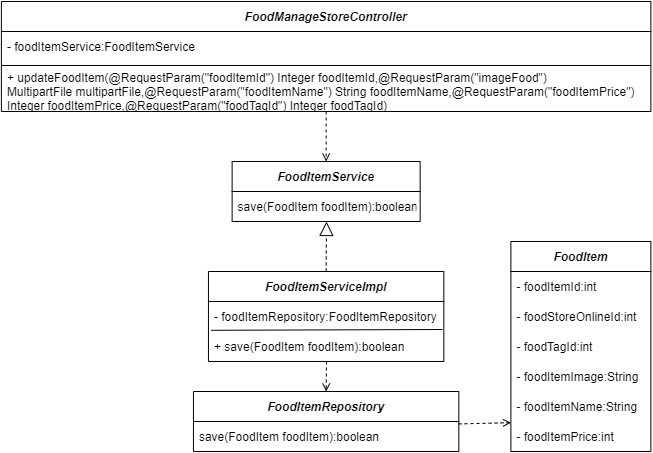 FoodManageStoreController
- foodItemService:FoodItemService
+ updateFoodItem(@RequestParam("foodItemId") Integer foodItemId,@RequestParam("imageFood")
MultipartFile multipartFile,@RequestParam("foodItemName") String foodItemName,@RequestParam("foodItemPrice")
Integer foodItemPrice,@RequestParam("foodTagId") Integer foodTagId)
FoodItemService
save(FoodItem foodItem):boolean
FoodItemServiceImpl
- foodItemRepository:FoodItemRepository
+ save(FoodItem foodItem):boolean
FoodItemRepository
save(FoodItem foodItem):boolean
FoodItem
- foodItemId:int
- foodStoreOnlineId:int
- foodTagId:int
- foodItemImage:String
- foodItemName:String
- foodItemPrice:int